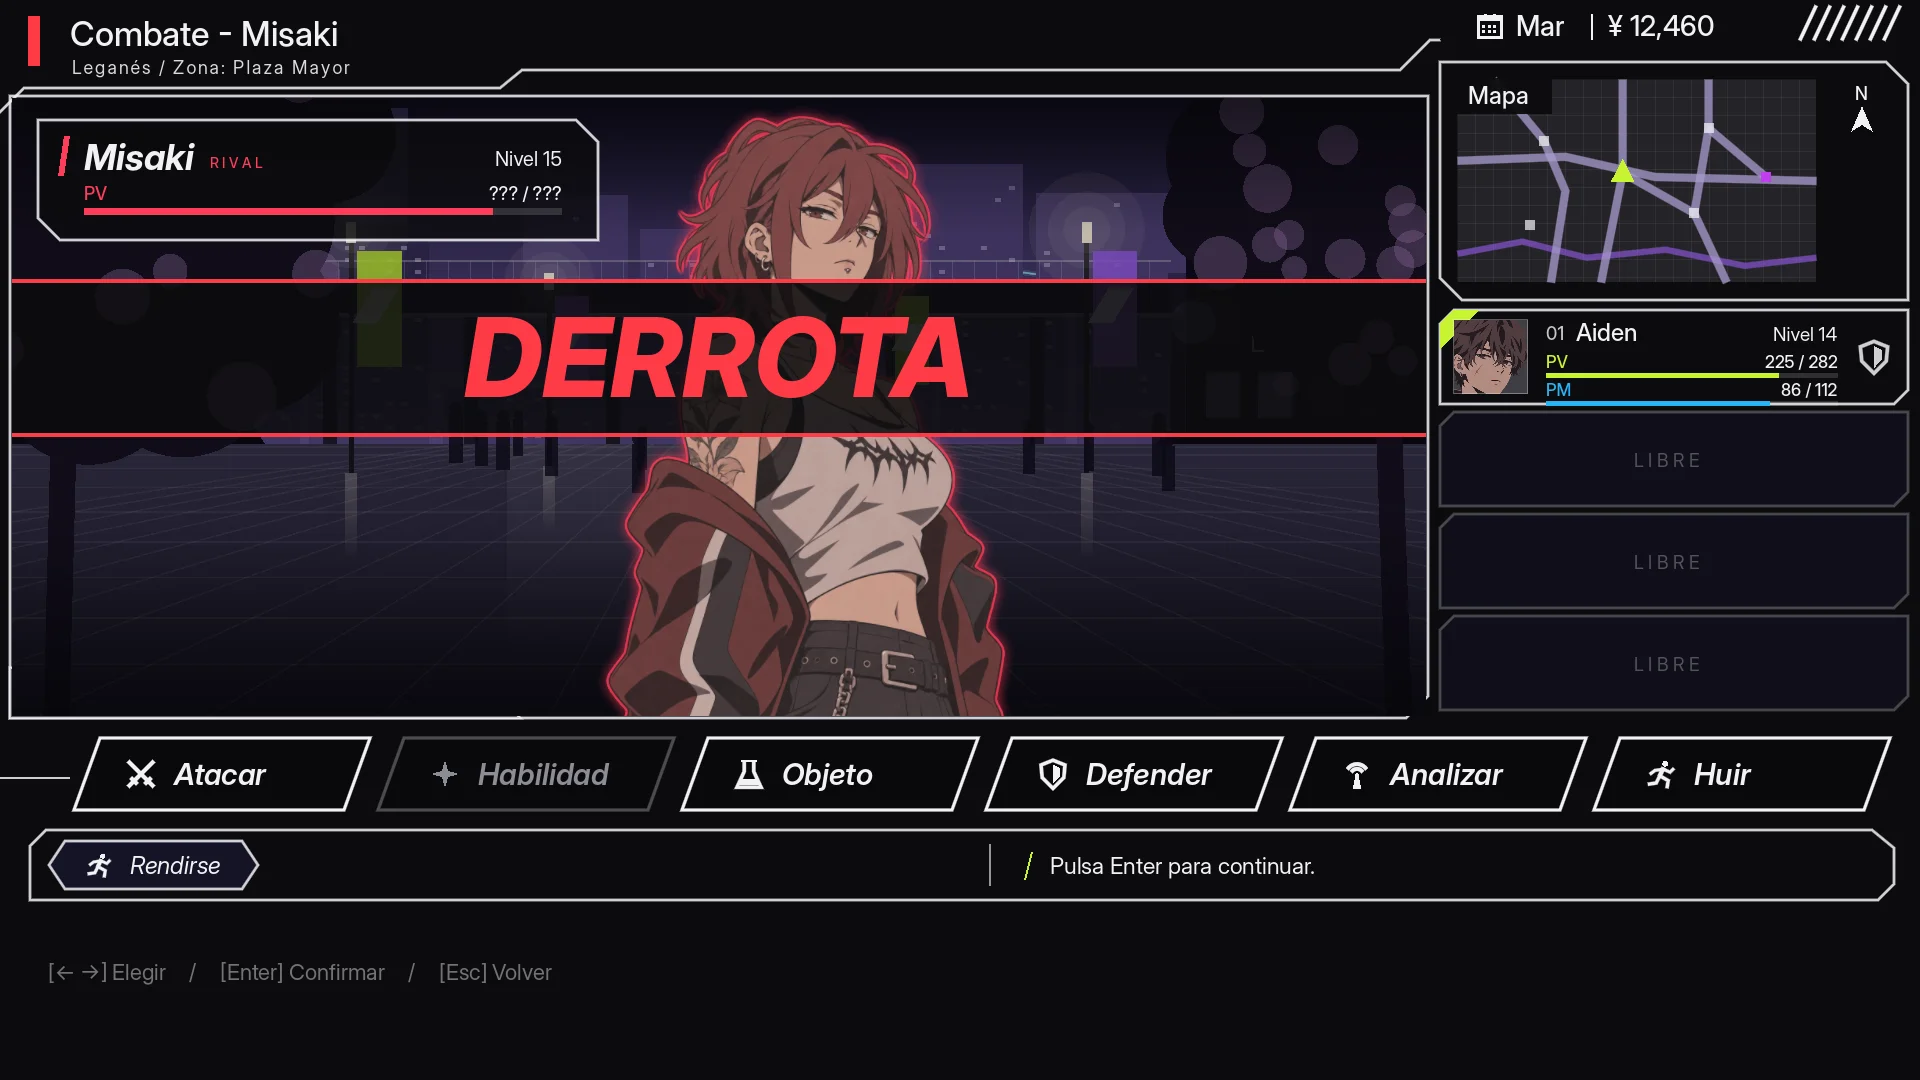 Combate - Misaki
Leganés / Zona: Plaza Mayor
Mar | ¥ 12,460
Misaki RIVAL Nivel 15
PV ??? / ???
Mapa
N
DERROTA
01 Aiden Nivel 14
PV 225 / 282
PM 86 / 112
LIBRE
LIBRE
LIBRE
Atacar
Habilidad
Objeto
Defender
Analizar
Huir
Rendirse
/ Pulsa Enter para continuar.
[← →] Elegir / [Enter] Confirmar / [Esc] Volver